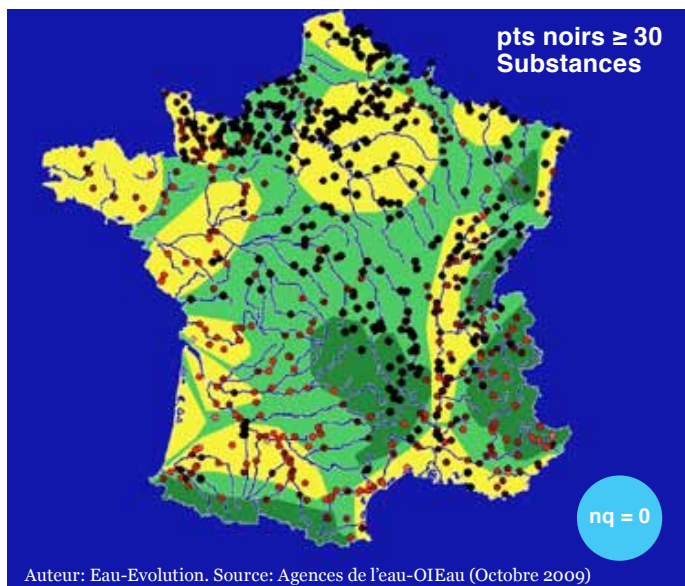 pts noirs ≥ 30
Substances
nq = 0
Auteur: Eau-Evolution. Source: Agences de l'eau-OIEau (Octobre 2009)